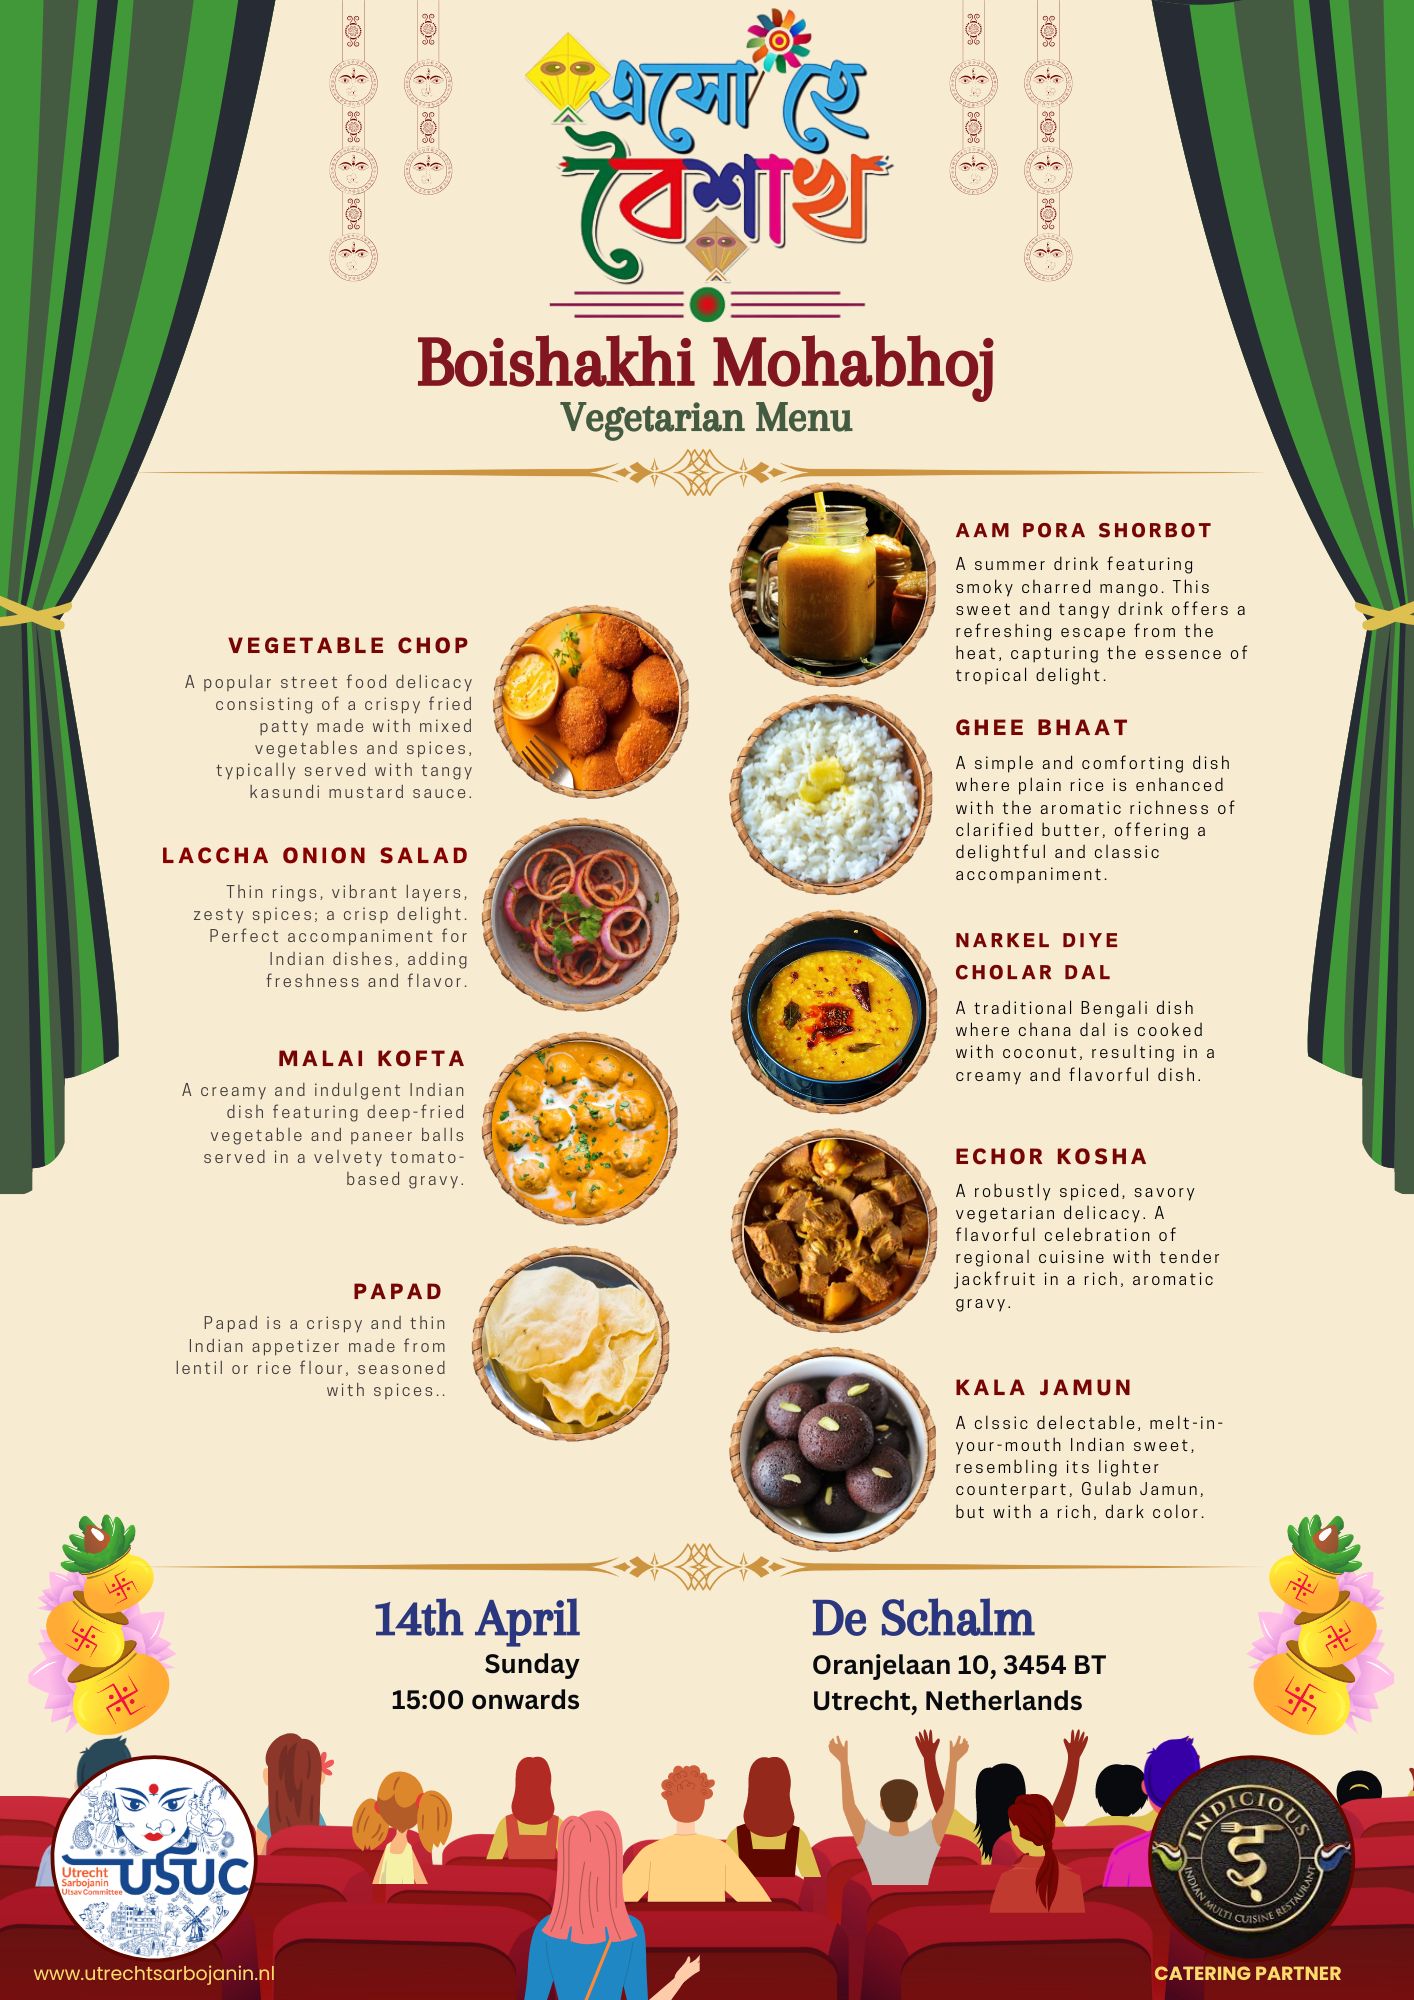 এসো হে
বৈশাখ
Boishakhi Mohabhoj
Vegetarian Menu
VEGETABLE CHOP
A popular street food delicacy
consisting of a crispy fried
patty made with mixed
vegetables and spices,
typically served with tangy
kasundi mustard sauce.
LACCHA ONION SALAD
Thin rings, vibrant layers,
zesty spices; a crisp delight.
Perfect accompaniment for
Indian dishes, adding
freshness and flavor.
MALAI KOFTA
A creamy and indulgent Indian
dish featuring deep-fried
vegetable and paneer balls
served in a velvety tomato-
based gravy.
PAPAD
Papad is a crispy and thin
Indian appetizer made from
lentil or rice flour, seasoned
with spices..
AAM PORA SHORBOT
A summer drink featuring
smoky charred mango. This
sweet and tangy drink offers a
refreshing escape from the
heat, capturing the essence of
tropical delight.
GHEE BHAAT
A simple and comforting dish
where plain rice is enhanced
with the aromatic richness of
clarified butter, offering a
delightful and classic
accompaniment.
NARKEL DIYE
CHOLAR DAL
A traditional Bengali dish
where chana dal is cooked
with coconut, resulting in a
creamy and flavorful dish.
ECHOR KOSHA
A robustly spiced, savory
vegetarian delicacy. A
flavorful celebration of
regional cuisine with tender
jackfruit in a rich, aromatic
gravy.
KALA JAMUN
A clssic delectable, melt-in-
your-mouth Indian sweet,
resembling its lighter
counterpart, Gulab Jamun,
but with a rich, dark color.
14th April
Sunday
15:00 onwards
De Schalm
Oranjelaan 10, 3454 BT
Utrecht, Netherlands
Utrecht
Sarbojanin
Utsav Committee
USUC
www.utrechtsarbojanin.nl
INDICIOUS
INDIAN MULTI CUISINE RESTAURANT
CATERING PARTNER